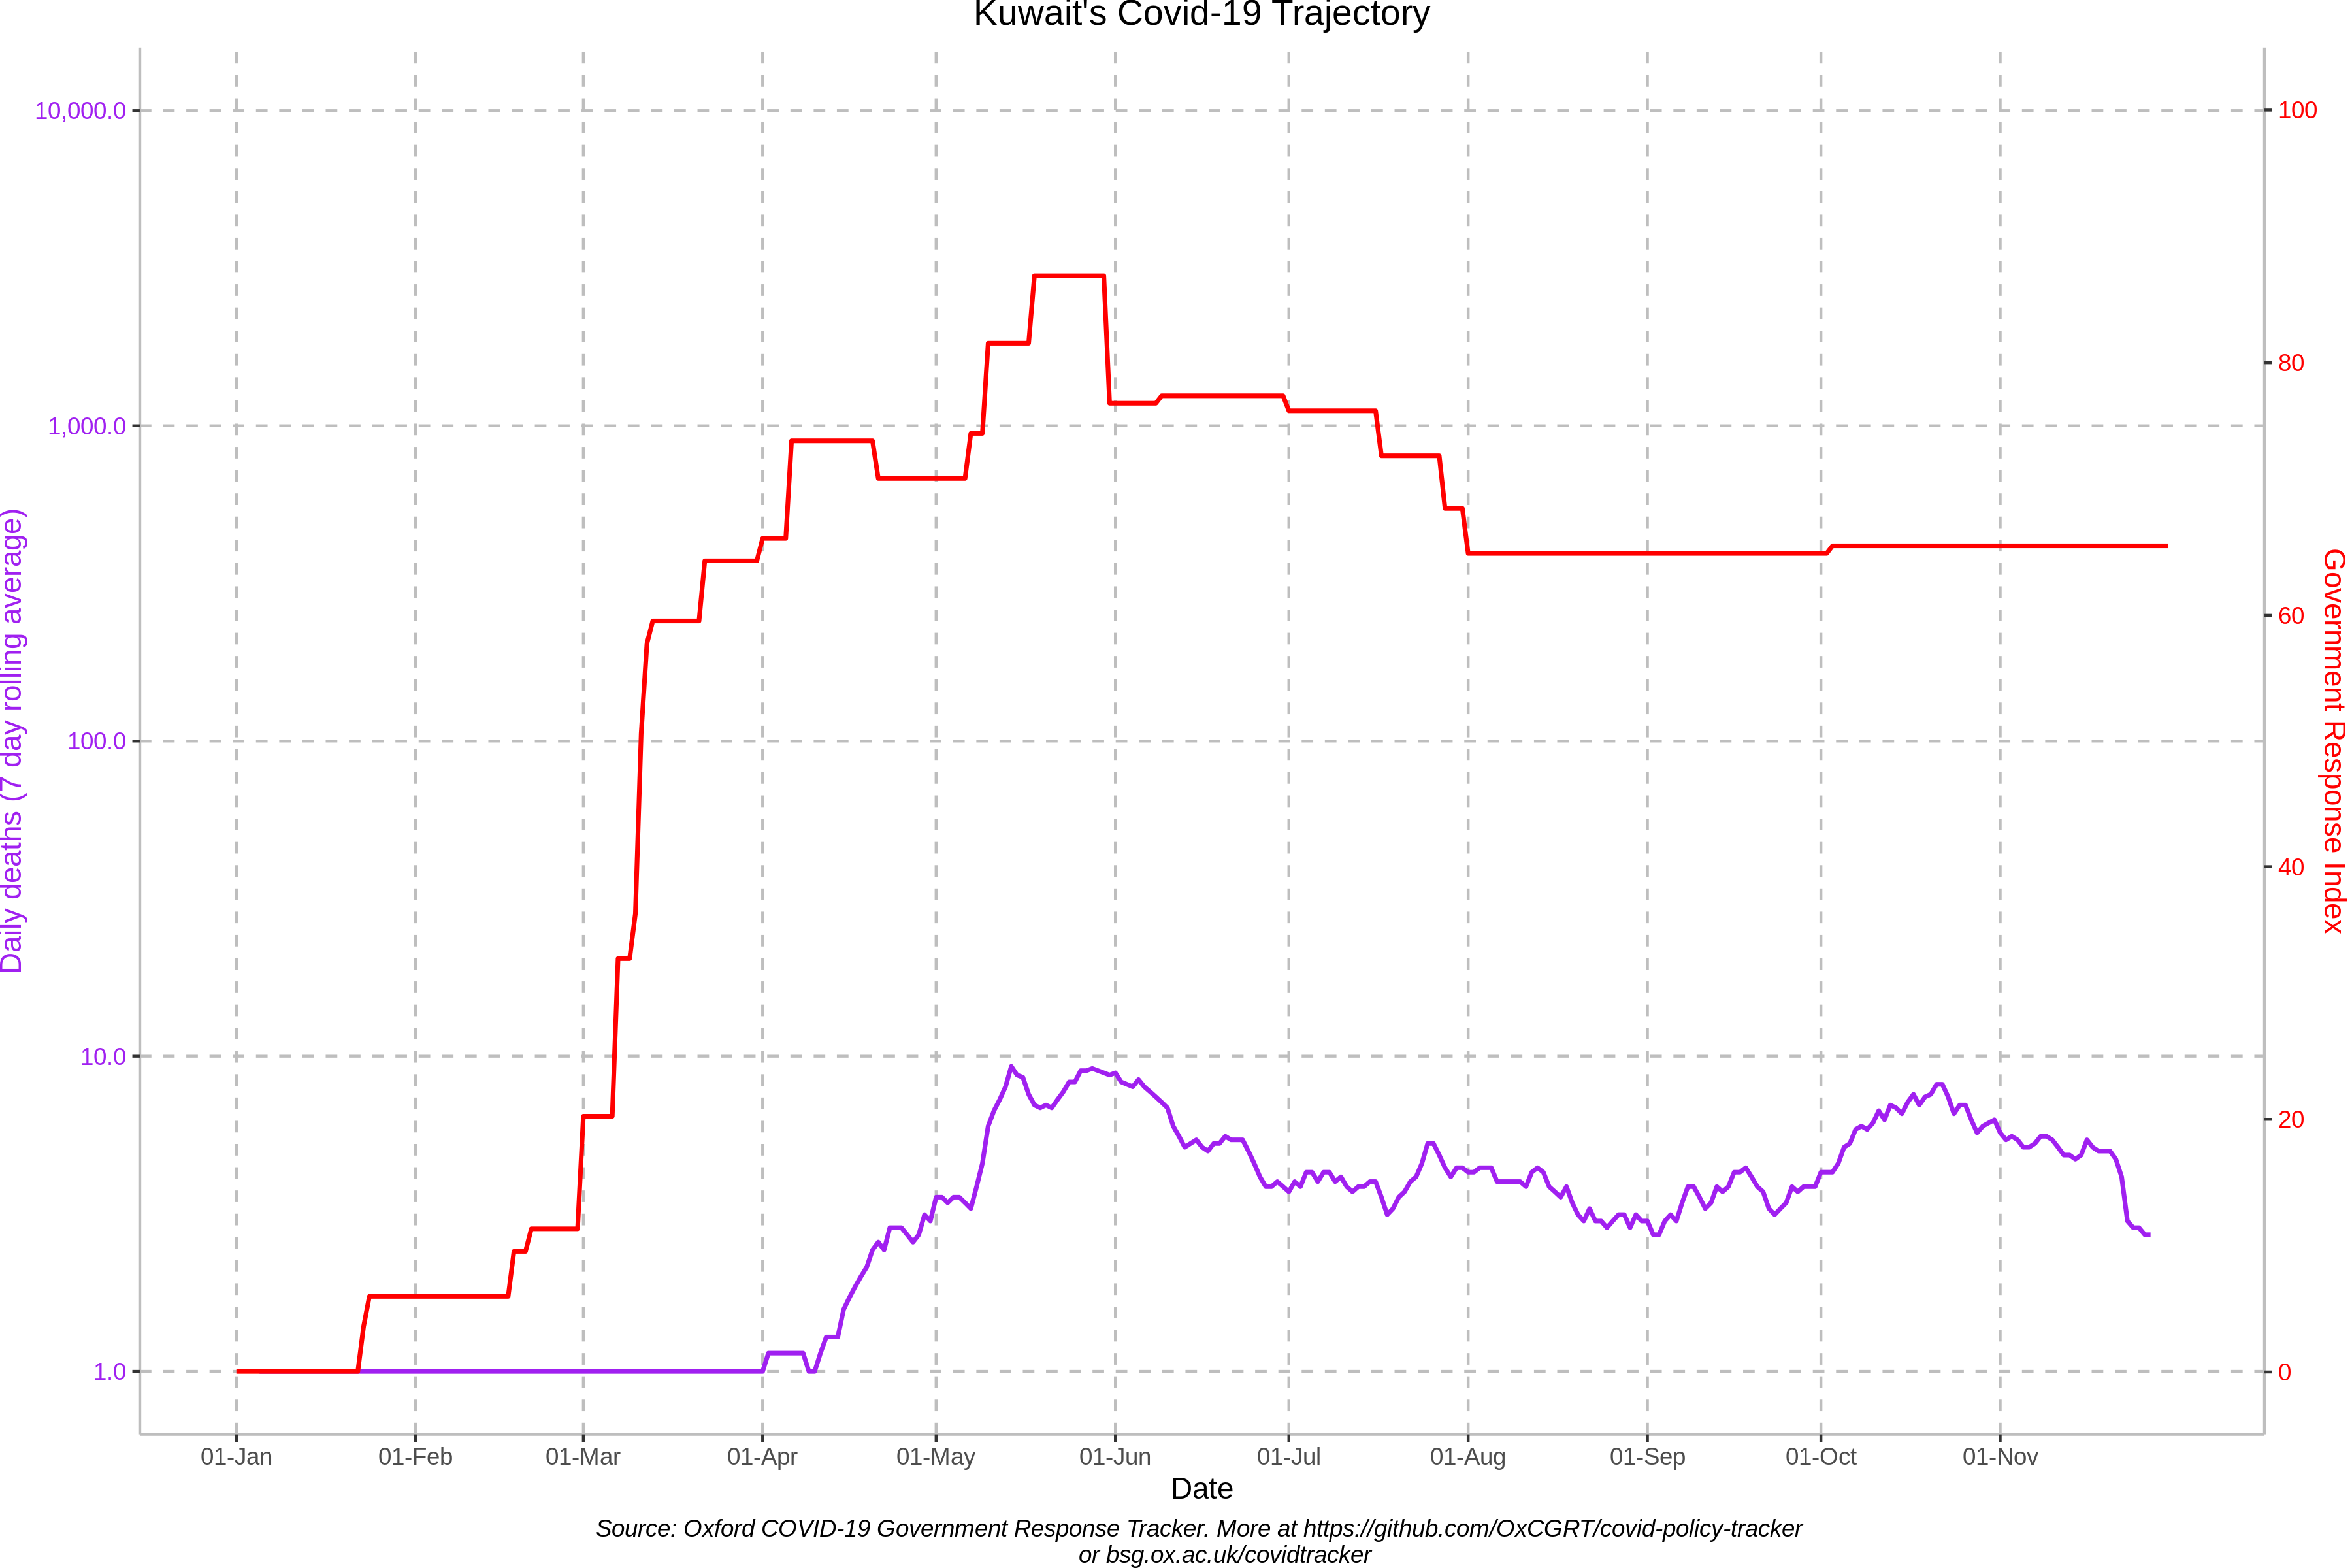 Kuwait's Covid-19 Trajectory
10,000.0
1,000.0
100.0
10.0
1.0
Daily deaths (7 day rolling average)
100
80
60
40
20
0
Government Response Index
01-Jan
01-Feb
01-Mar
01-Apr
01-May
01-Jun
01-Jul
01-Aug
01-Sep
01-Oct
01-Nov
Date
Source: Oxford COVID-19 Government Response Tracker. More at https://github.com/OxCGRT/covid-policy-tracker
or bsg.ox.ac.uk/covidtracker